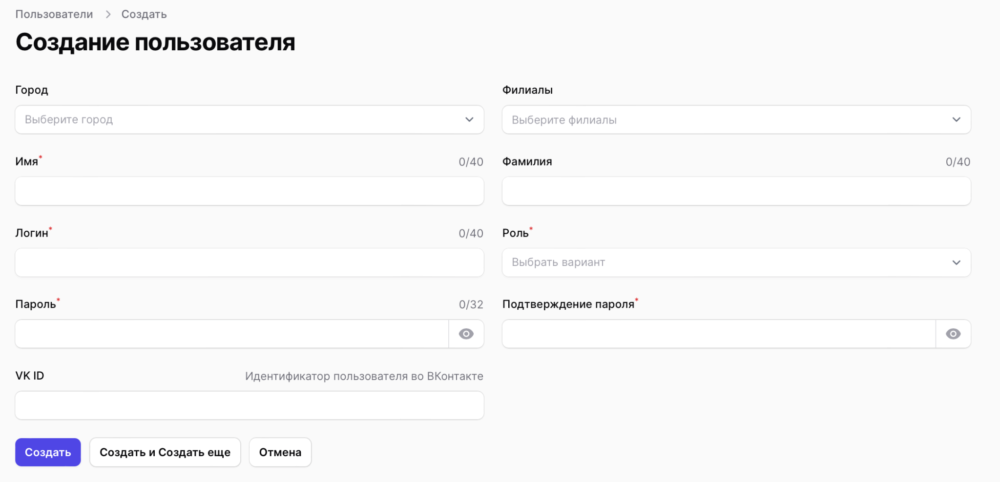 Пользователи > Создать
Создание пользователя
Город
Выберите город
Филиалы
Выберите филиалы
Имя* 0/40
Фамилия 0/40
Логин* 0/40
Роль*
Выбрать вариант
Пароль* 0/32
Подтверждение пароля*
VK ID Идентификатор пользователя во ВКонтакте
Создать
Создать и Создать еще
Отмена